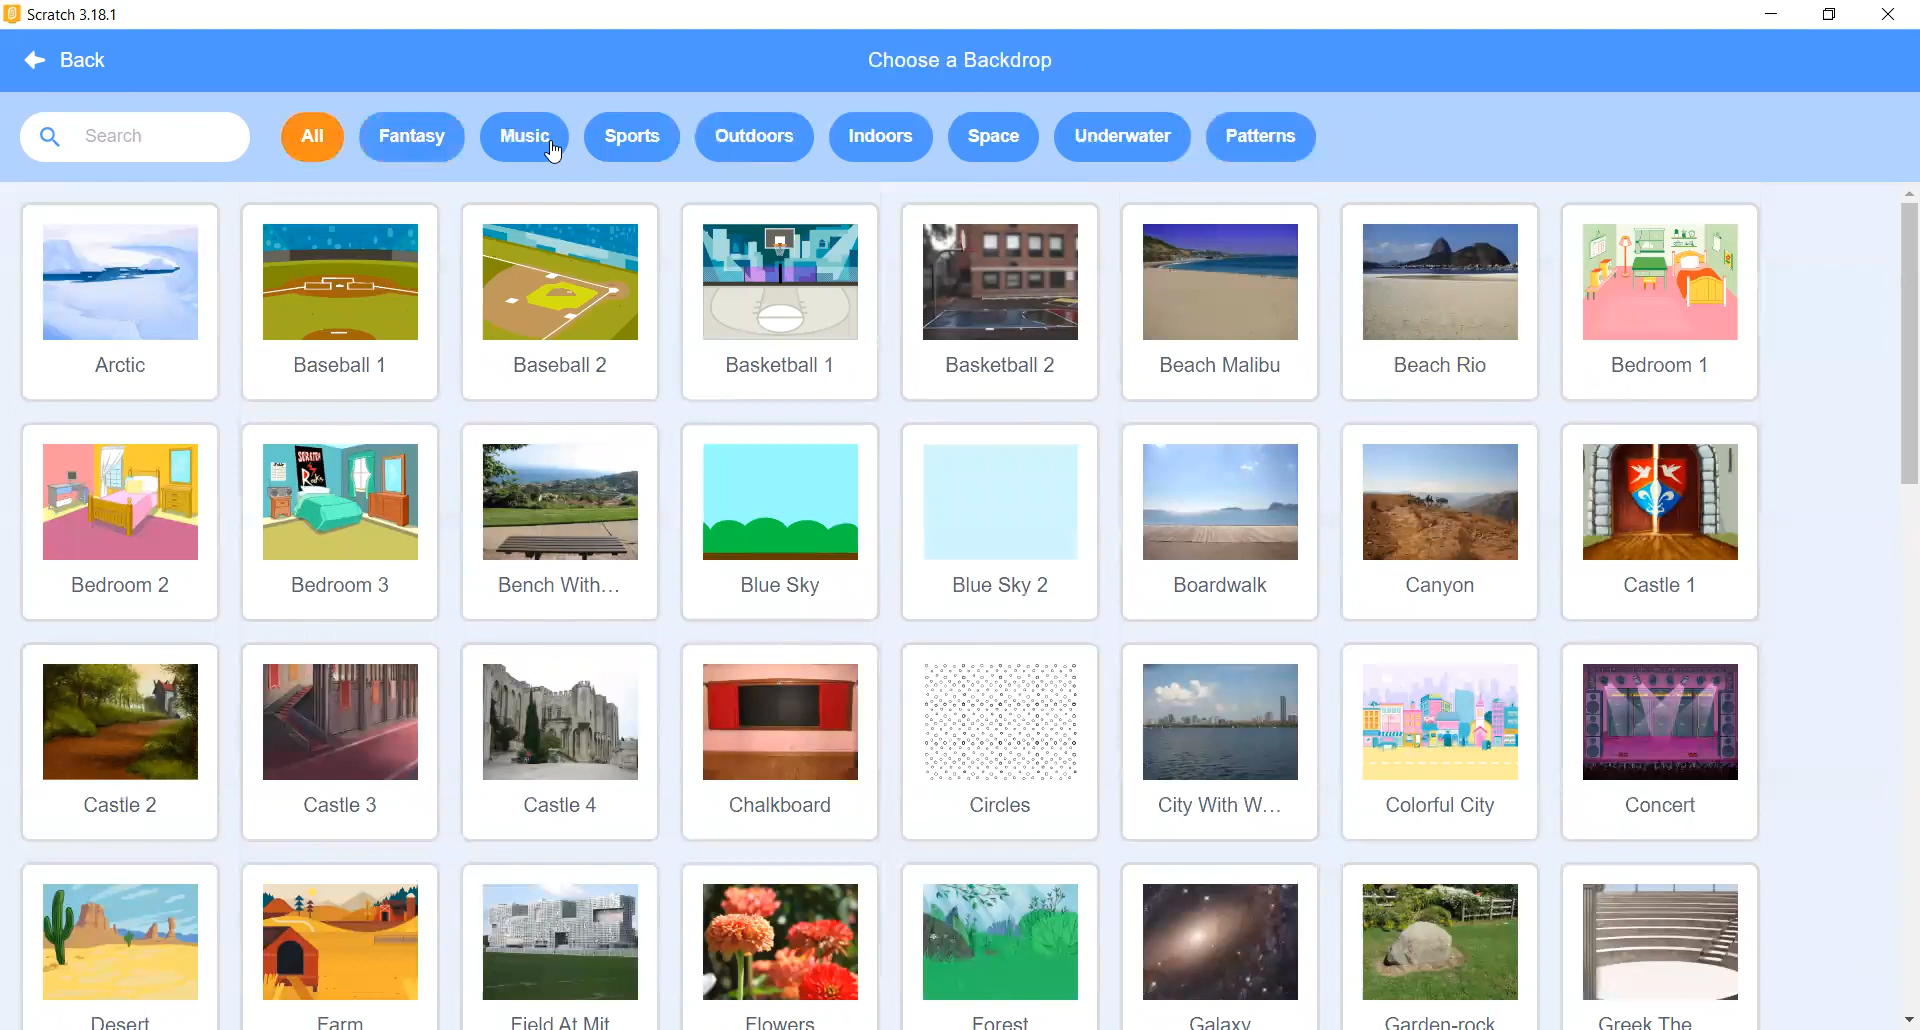 Scratch 3.18.1
Back
Choose a Backdrop
Search
All
Fantasy
Music
Sports
Outdoors
Indoors
Space
Underwater
Patterns
Arctic
Baseball 1
Baseball 2
Basketball 1
Basketball 2
Beach Malibu
Beach Rio
Bedroom 1
SCRATCH
Rocks
Bedroom 2
Bedroom 3
Bench With...
Blue Sky
Blue Sky 2
Boardwalk
Canyon
Castle 1
Castle 2
Castle 3
Castle 4
Chalkboard
Circles
City With W...
Colorful City
Concert
Desert
Farm
Field At Mit
Flowers
Forest
Galaxy
Garden-rock
Greek The